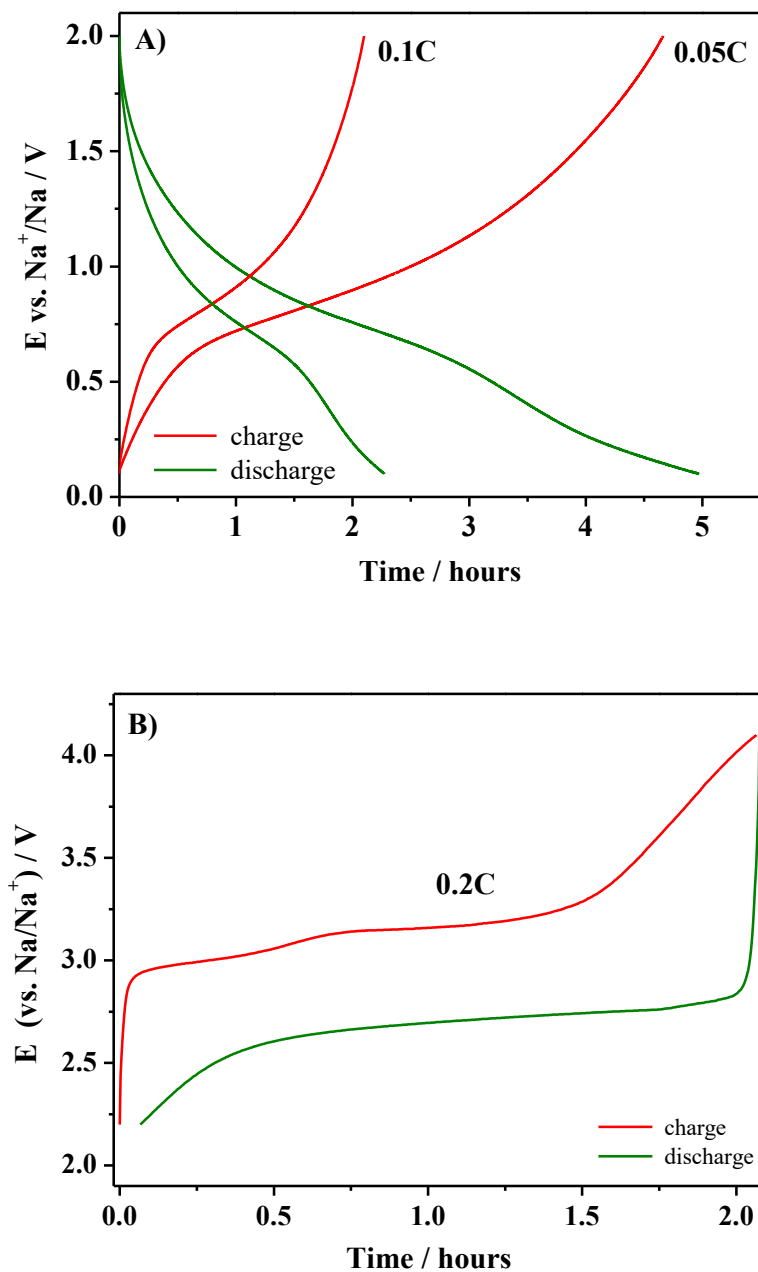 A)
0.1C
0.05C
2.0
1.5
1.0
0.5
0.0
E vs. Na⁺/Na / V
charge
discharge
0 1 2 3 4 5
Time / hours
B)
0.2C
4.0
3.5
3.0
2.5
2.0
E (vs. Na/Na⁺) / V
charge
discharge
0.0 0.5 1.0 1.5 2.0
Time / hours